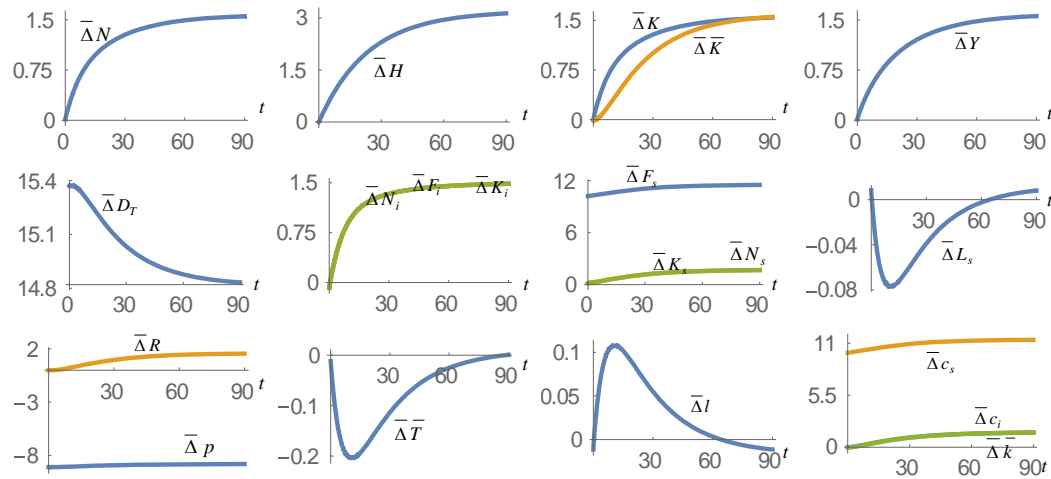 1.5 Δ̅ N
0.75
0
0 30 60 90 t
3
Δ̅ H
1.5
0
30 60 90 t
1.5 Δ̅ K
Δ̅ K̅
0.75
0
30 60 90 t
1.5
Δ̅ Y
0.75
0
0 30 60 90 t
15.4
Δ̅ D_T
15.1
14.8
0 30 60 90 t
1.5
Δ̅ N_i Δ̅ F_i Δ̅ K_i
0.75
0
0 30 60 90 t
12
Δ̅ F_s
6
Δ̅ K_s Δ̅ N_s
0
0 30 60 90 t
0
30 60 90 t
−0.04
Δ̅ L_s
−0.08
2
Δ̅ R
30 60 90 t
−3
Δ̅ p
−8
0
30 60 90 t
−0.1
Δ̅ T̅
−0.2
0.1
0.05
Δ̅ l
0
30 60 90 t
11
Δ̅ c_s
5.5
Δ̅ c_i
0
Δ̅ k̅
30 60 90 t